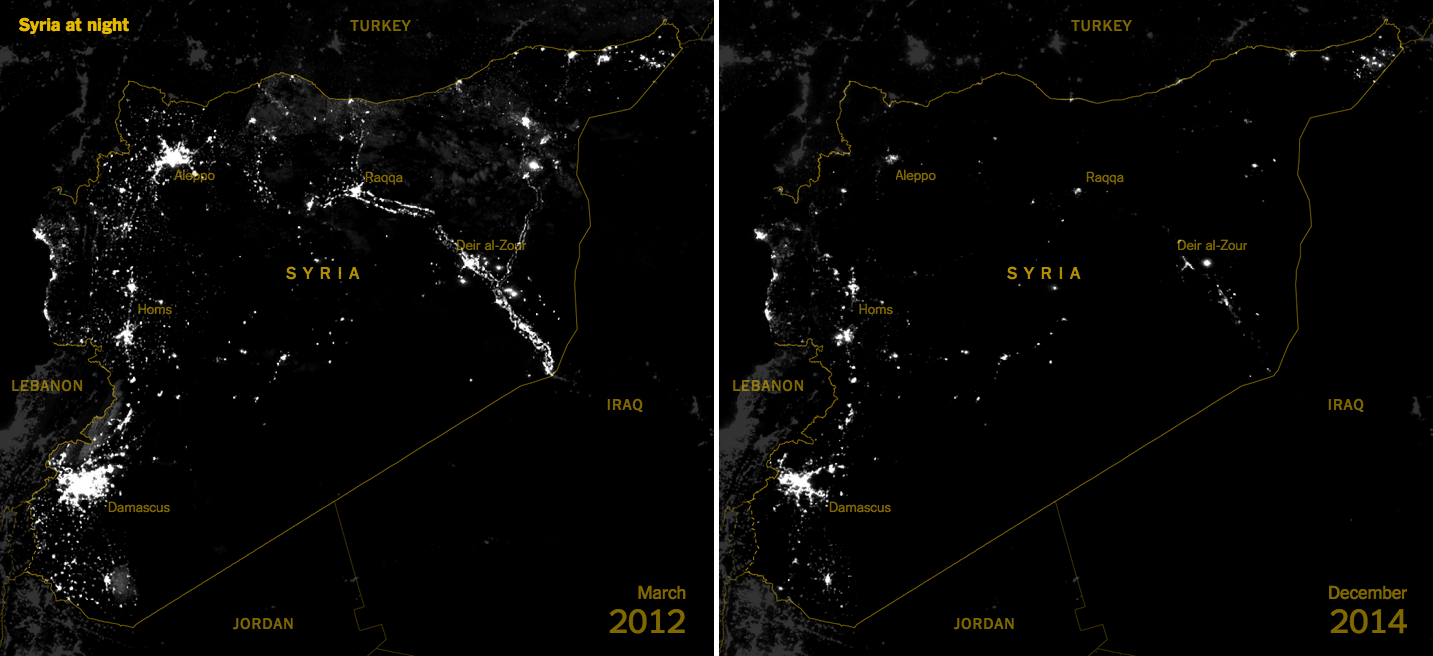 Syria at night
TURKEY
Aleppo
Raqqa
Deir al-Zour
SYRIA
Homs
LEBANON
IRAQ
Damascus
JORDAN
March
2012
TURKEY
Aleppo
Raqqa
Deir al-Zour
SYRIA
Homs
LEBANON
IRAQ
Damascus
JORDAN
December
2014